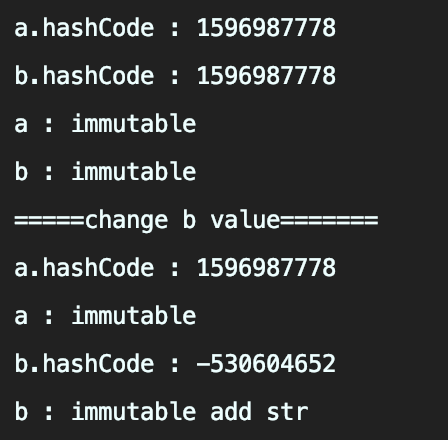 a.hashCode : 1596987778
b.hashCode : 1596987778
a : immutable
b : immutable
=====change b value=======
a.hashCode : 1596987778
a : immutable
b.hashCode : -530604652
b : immutable add str